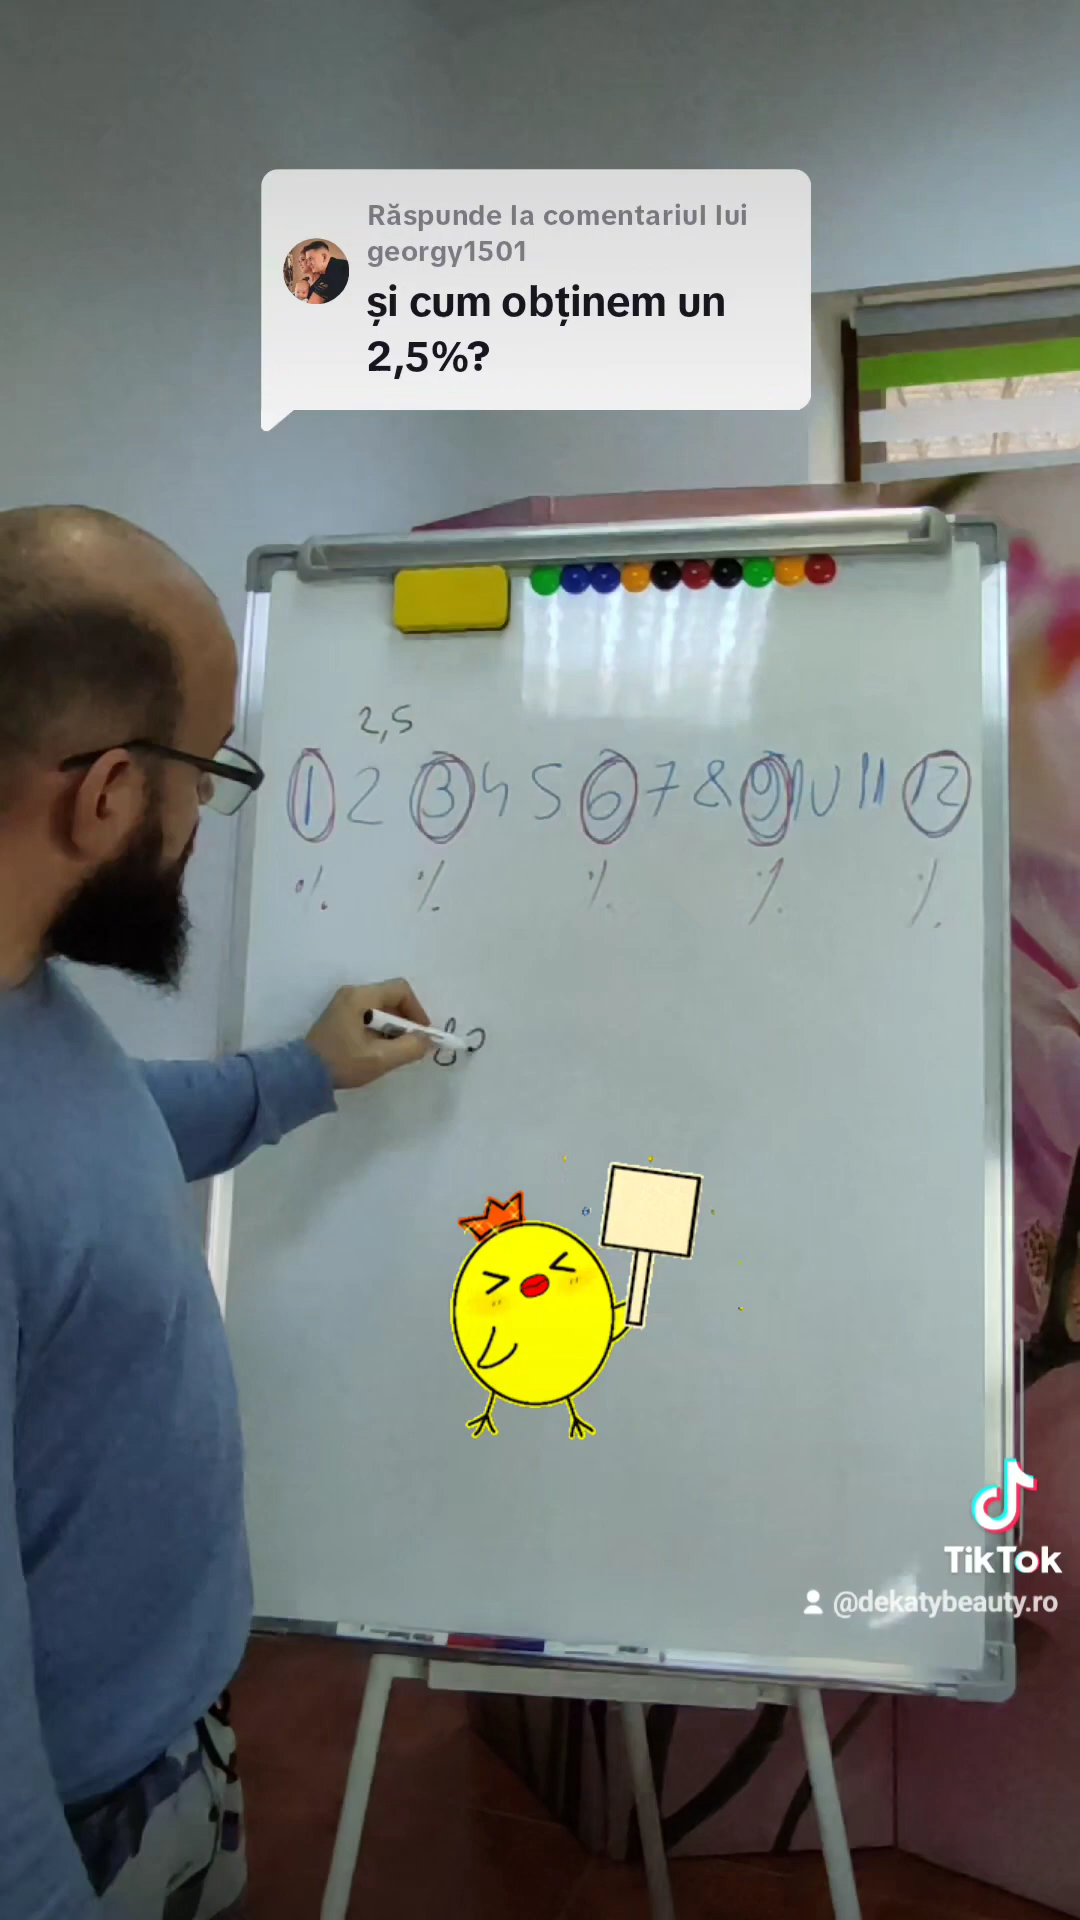 Răspunde la comentariul lui
georgy1501
și cum obținem un
2,5%?
2,5
1 2 3 4 5 6 7 8 9 10 11 12
% % % % %
TikTok
@dekatybeauty.ro